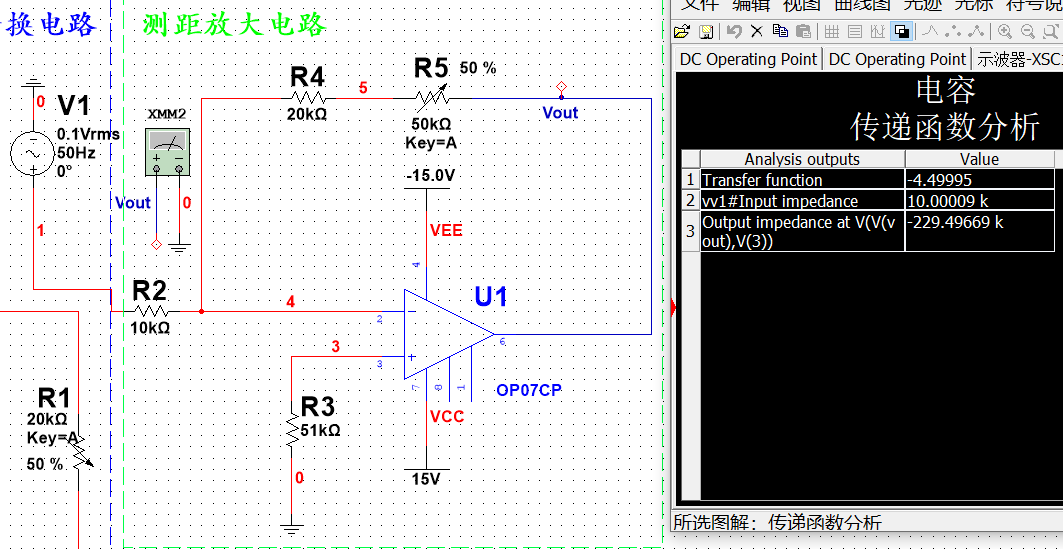 换电路
测距放大电路
V1
0.1Vrms
50Hz
0°
0
1
XMM2
Vout
0
R4
20kΩ
5
R5
50 %
50kΩ
Key=A
Vout
-15.0V
VEE
4
R2
10kΩ
4
2
U1
6
3
3
7
8
1
OP07CP
VCC
15V
R3
51kΩ
0
R1
20kΩ
Key=A
50 %
文件 编辑 视图 曲线图 光迹 光标 符号说
DC Operating Point DC Operating Point 示波器-XSC
电容
传递函数分析
Analysis outputs Value
1 Transfer function -4.49995
2 vv1#Input impedance 10.00009 k
3 Output impedance at V(V(v
out),V(3)) -229.49669 k
所选图解：传递函数分析